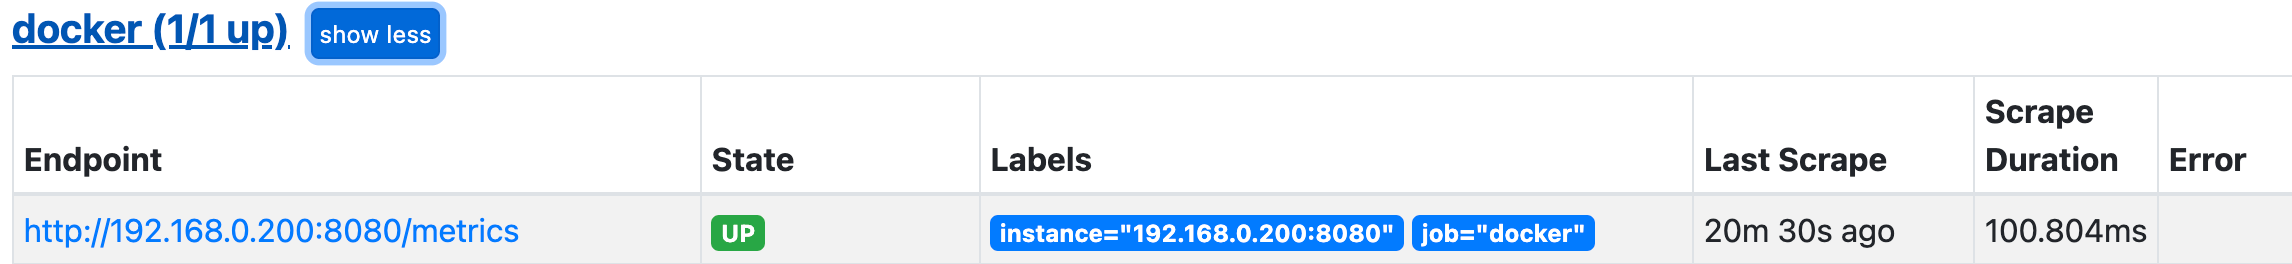 docker (1/1 up) show less
Endpoint State Labels Last Scrape Scrape Duration Error
http://192.168.0.200:8080/metrics UP instance="192.168.0.200:8080" job="docker" 20m 30s ago 100.804ms